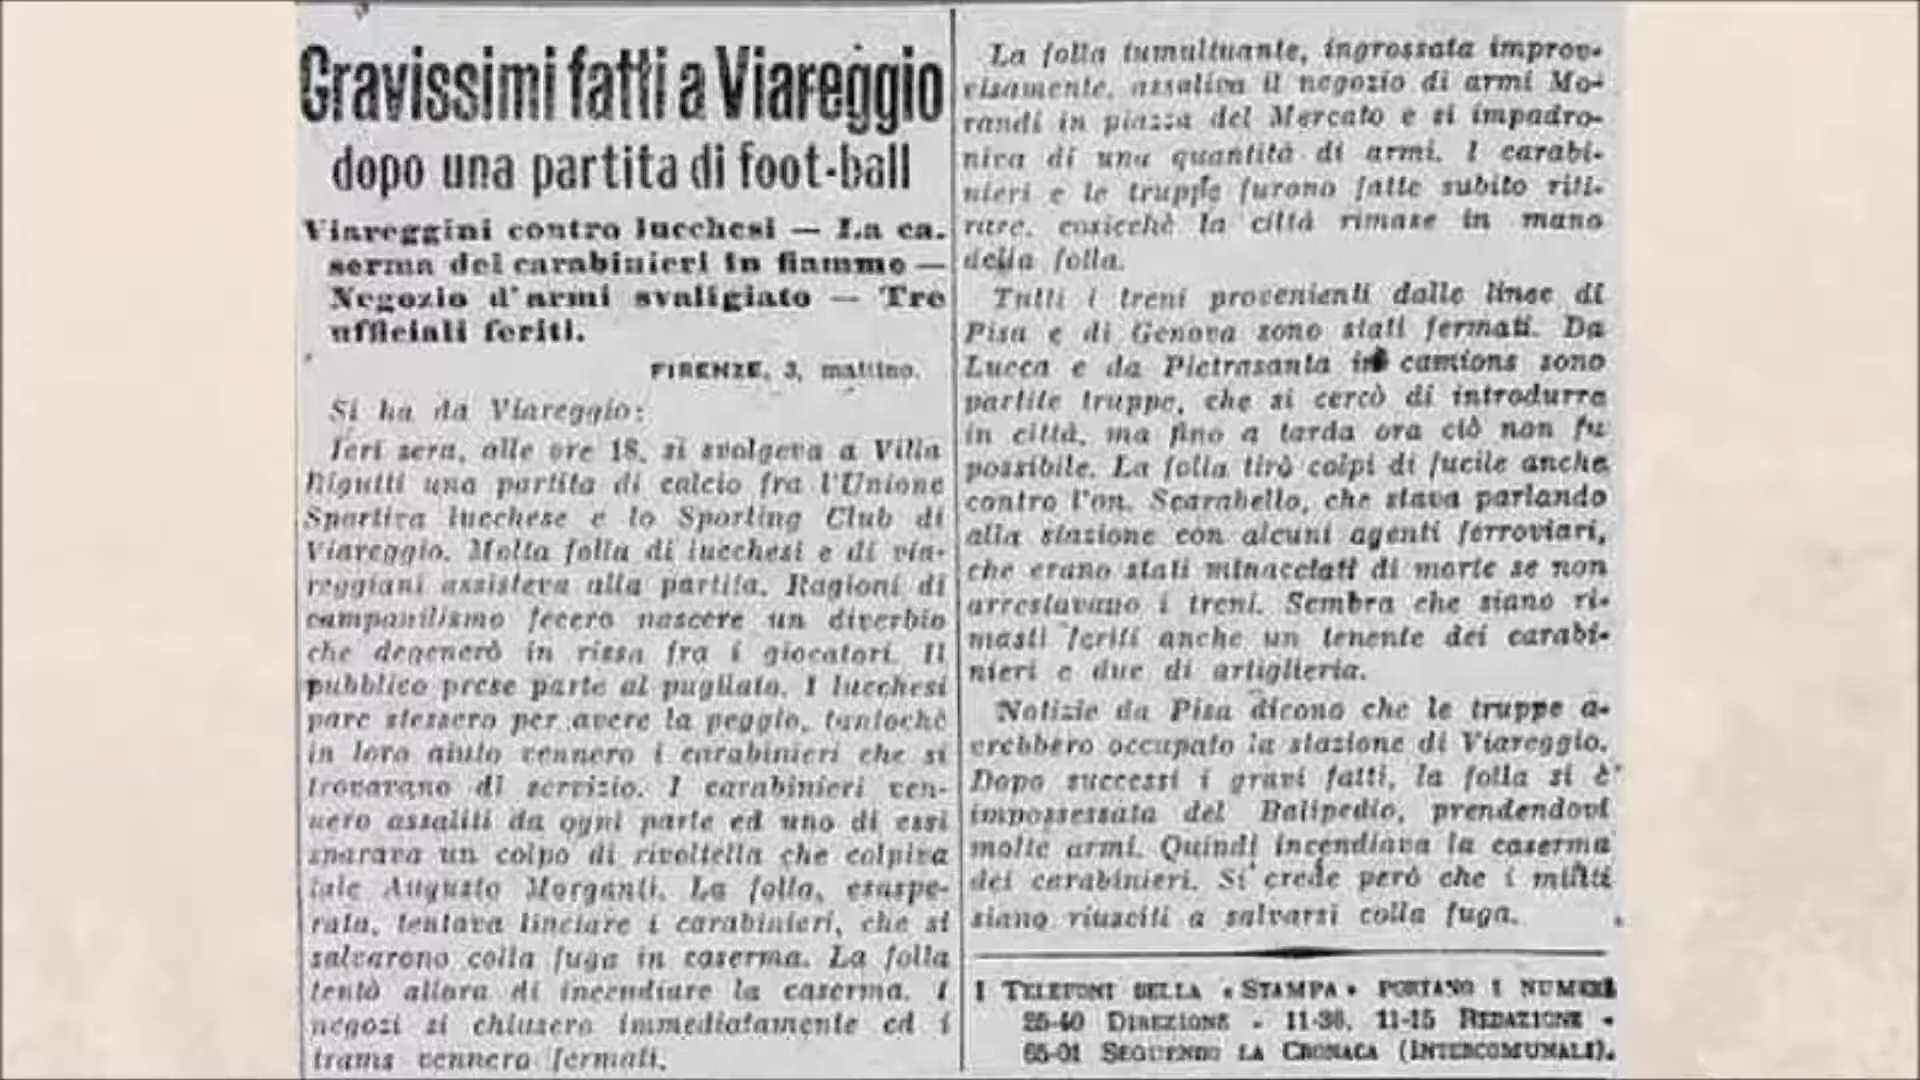 Gravissimi fatti a Viareggio
dopo una partita di foot-ball
Viareggini contro lucchesi — La ca-
serma dei carabinieri in fiamme —
Negozio d'armi svaligiato — Tre
ufficiali feriti.
FIRENZE, 3, mattino.
Si ha da Viareggio:
Ieri sera, alle ore 18, si svolgeva a Villa
Rigutti una partita di calcio fra l'Unione
Sportiva lucchese e lo Sporting Club di
Viareggio. Molta folla di lucchesi e di via-
reggiani assisteva alla partita. Ragioni di
campanilismo fecero nascere un diverbio
che degenerò in rissa fra i giocatori. Il
pubblico prese parte al pugilato. I lucchesi
pare stessero per avere la peggio, tantochè
in loro aiuto vennero i carabinieri che si
trovavano di servizio. I carabinieri ven-
nero assaliti da ogni parte ed uno di essi
sparava un colpo di rivoltella che colpiva
tale Augusto Morganti. La folla, esaspe-
rata, tentava linciare i carabinieri, che si
salvarono colla fuga in caserma. La folla
tentò allora di incendiare la caserma. I
negozi si chiusero immediatamente ed i
trams vennero fermati.
La folla tumultuante, ingrossata improv-
visamente, assaliva il negozio di armi Mo-
randi in piazza del Mercato e si impadro-
niva di una quantità di armi. I carabi-
nieri e le truppe furono fatte subito riti-
rare, cosicchè la città rimase in mano
della folla.
Tutti i treni provenienti dalle linee di
Pisa e di Genova sono stati fermati. Da
Lucca e da Pietrasanta in camions sono
partite truppe, che si cercò di introdurre
in città, ma fino a tarda ora ciò non fu
possibile. La folla tirò colpi di fucile anche
contro l'on. Scarabello, che stava parlando
alla stazione con alcuni agenti ferroviari,
che erano stati minacciati di morte se non
arrestavano i treni. Sembra che siano ri-
masti feriti anche un tenente dei carabi-
nieri e due di artiglieria.
Notizie da Pisa dicono che le truppe a-
vrebbero occupato la stazione di Viareggio.
Dopo successi i gravi fatti, la folla si è
impossessata del Balipedio, prendendovi
molte armi. Quindi incendiava la caserma
dei carabinieri. Si crede però che i militi
siano riusciti a salvarsi colla fuga.
I TELEFONI DELLA «STAMPA» PORTANO I NUMERI
25-40 DIREZIONE - 11-36, 11-15 REDAZIONE -
65-01 SEGUENDO LA CRONACA (INTERCOMUNALI).